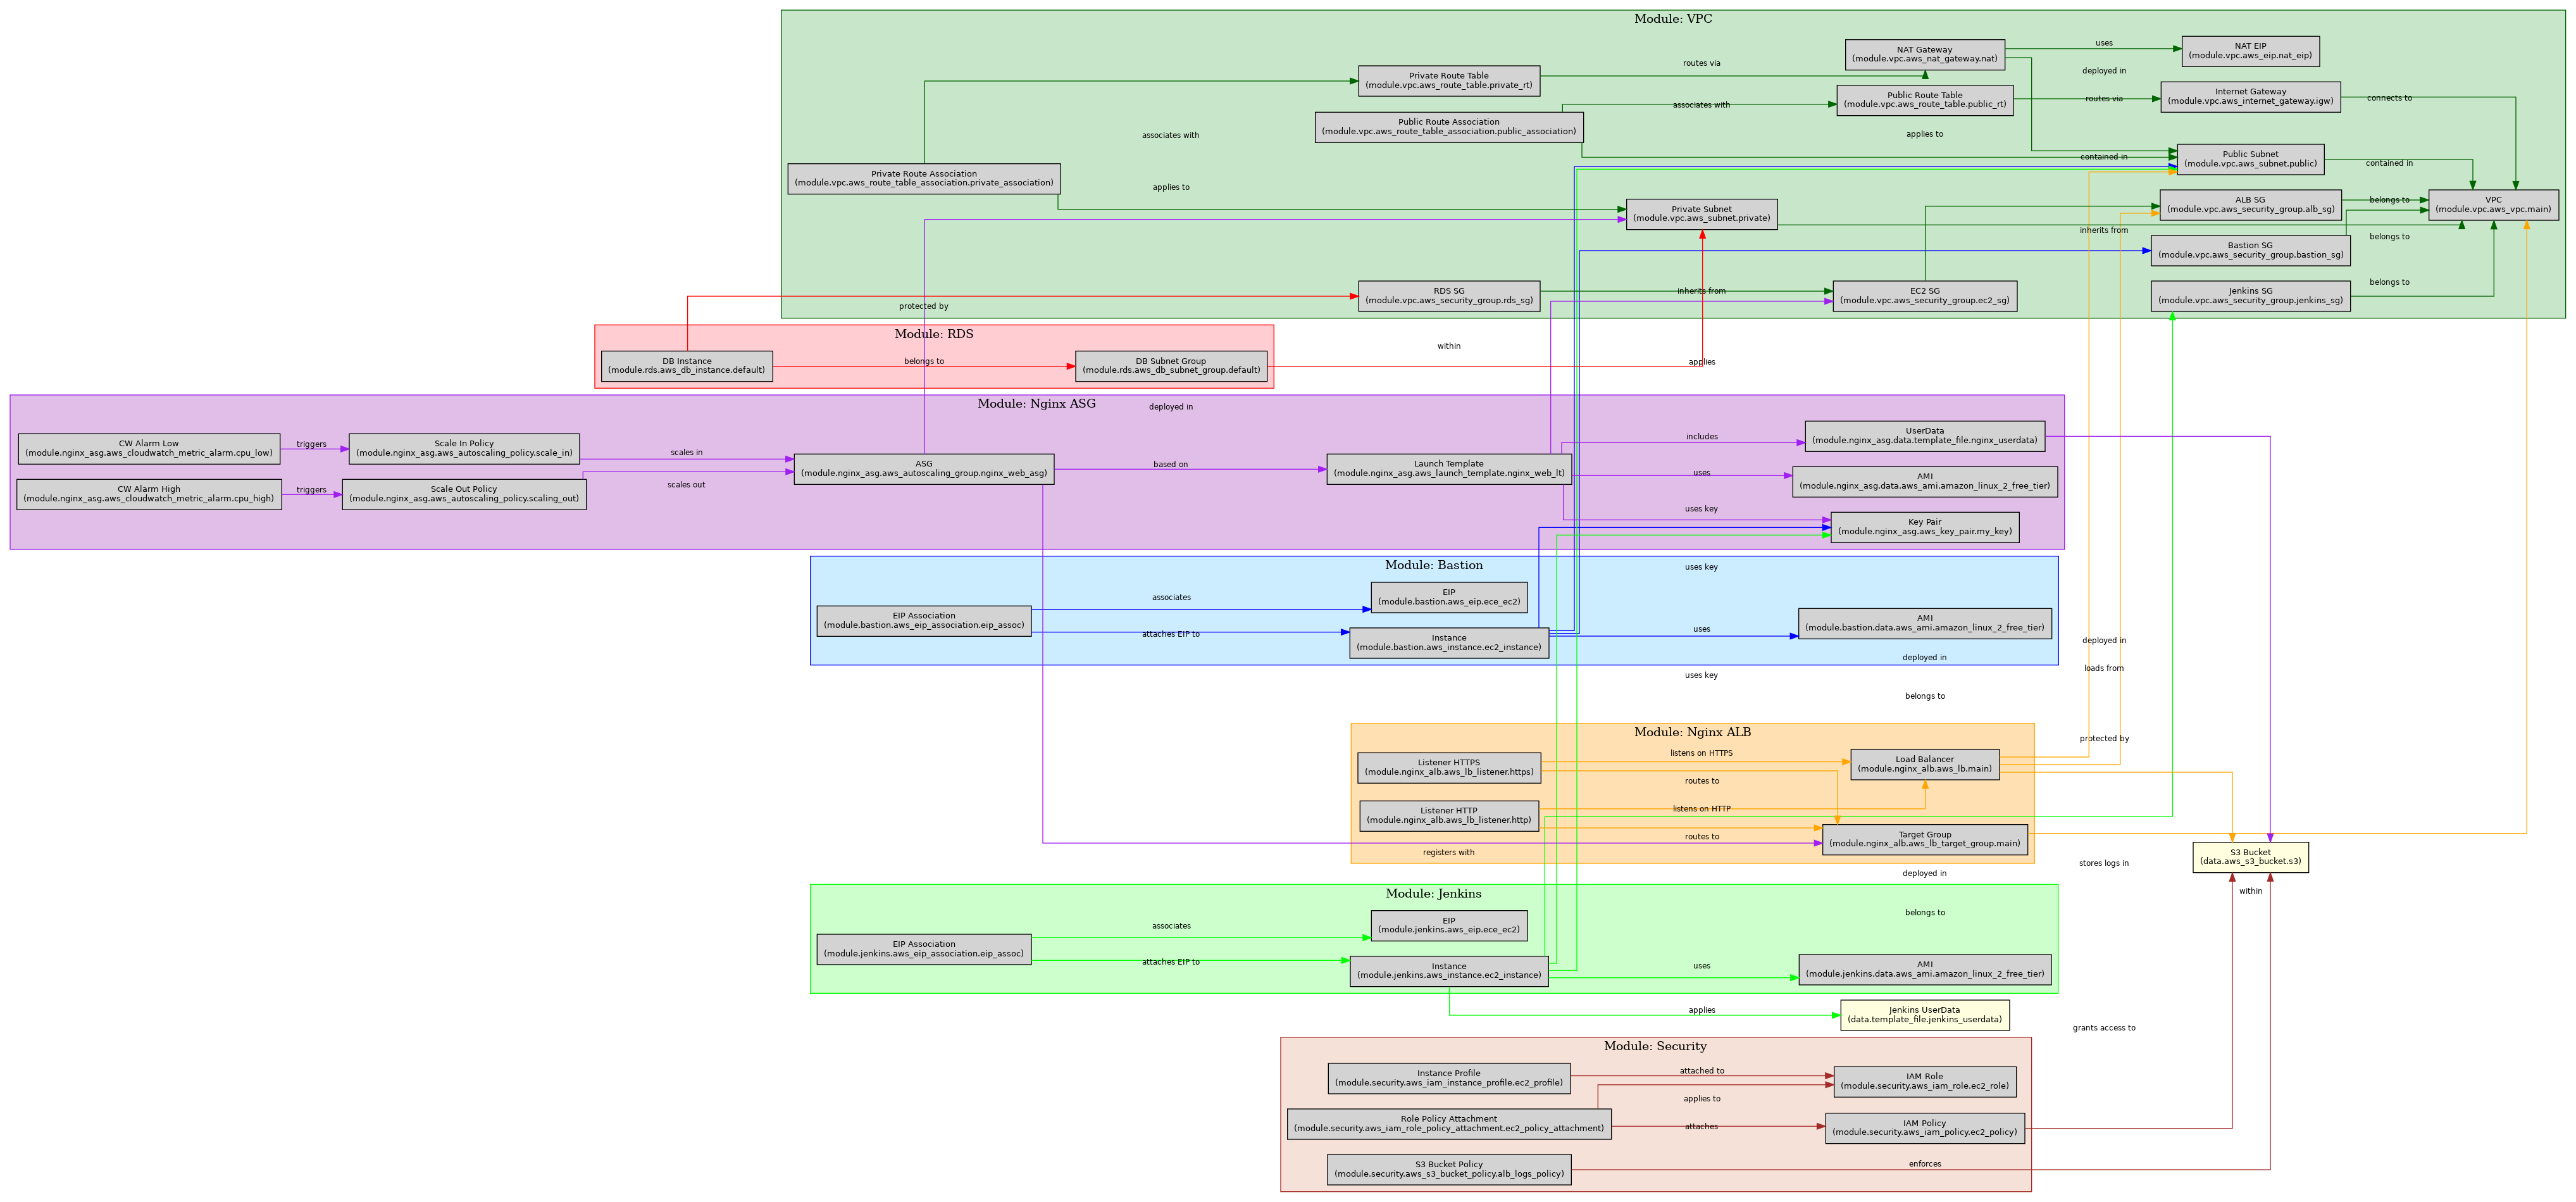 Module: VPC
NAT Gateway
(module.vpc.aws_nat_gateway.nat)
uses
NAT EIP
(module.vpc.aws_eip.nat_eip)
Private Route Table
(module.vpc.aws_route_table.private_rt)
routes via
deployed in
Public Route Table
(module.vpc.aws_route_table.public_rt)
routes via
Internet Gateway
(module.vpc.aws_internet_gateway.igw)
connects to
associates with
Public Route Association
(module.vpc.aws_route_table_association.public_association)
associates with
applies to
contained in
Public Subnet
(module.vpc.aws_subnet.public)
contained in
Private Route Association
(module.vpc.aws_route_table_association.private_association)
applies to
Private Subnet
(module.vpc.aws_subnet.private)
ALB SG
(module.vpc.aws_security_group.alb_sg)
belongs to
VPC
(module.vpc.aws_vpc.main)
inherits from
belongs to
Bastion SG
(module.vpc.aws_security_group.bastion_sg)
RDS SG
(module.vpc.aws_security_group.rds_sg)
inherits from
EC2 SG
(module.vpc.aws_security_group.ec2_sg)
Jenkins SG
(module.vpc.aws_security_group.jenkins_sg)
belongs to
protected by
Module: RDS
DB Instance
(module.rds.aws_db_instance.default)
belongs to
DB Subnet Group
(module.rds.aws_db_subnet_group.default)
within
applies
Module: Nginx ASG
deployed in
CW Alarm Low
(module.nginx_asg.aws_cloudwatch_metric_alarm.cpu_low)
triggers
Scale In Policy
(module.nginx_asg.aws_autoscaling_policy.scale_in)
scales in
CW Alarm High
(module.nginx_asg.aws_cloudwatch_metric_alarm.cpu_high)
triggers
Scale Out Policy
(module.nginx_asg.aws_autoscaling_policy.scaling_out)
scales out
ASG
(module.nginx_asg.aws_autoscaling_group.nginx_web_asg)
based on
Launch Template
(module.nginx_asg.aws_launch_template.nginx_web_lt)
includes
UserData
(module.nginx_asg.data.template_file.nginx_userdata)
uses
AMI
(module.nginx_asg.data.aws_ami.amazon_linux_2_free_tier)
uses key
Key Pair
(module.nginx_asg.aws_key_pair.my_key)
Module: Bastion
uses key
EIP Association
(module.bastion.aws_eip_association.eip_assoc)
associates
EIP
(module.bastion.aws_eip.ece_ec2)
attaches EIP to
Instance
(module.bastion.aws_instance.ec2_instance)
uses
AMI
(module.bastion.data.aws_ami.amazon_linux_2_free_tier)
deployed in
deployed in
loads from
uses key
belongs to
protected by
Module: Nginx ALB
Listener HTTPS
(module.nginx_alb.aws_lb_listener.https)
listens on HTTPS
routes to
Load Balancer
(module.nginx_alb.aws_lb.main)
Listener HTTP
(module.nginx_alb.aws_lb_listener.http)
listens on HTTP
routes to
Target Group
(module.nginx_alb.aws_lb_target_group.main)
registers with
stores logs in
S3 Bucket
(data.aws_s3_bucket.s3)
within
deployed in
Module: Jenkins
belongs to
EIP Association
(module.jenkins.aws_eip_association.eip_assoc)
associates
EIP
(module.jenkins.aws_eip.ece_ec2)
attaches EIP to
Instance
(module.jenkins.aws_instance.ec2_instance)
uses
AMI
(module.jenkins.data.aws_ami.amazon_linux_2_free_tier)
applies
Jenkins UserData
(data.template_file.jenkins_userdata)
grants access to
Module: Security
Instance Profile
(module.security.aws_iam_instance_profile.ec2_profile)
attached to
IAM Role
(module.security.aws_iam_role.ec2_role)
applies to
Role Policy Attachment
(module.security.aws_iam_role_policy_attachment.ec2_policy_attachment)
attaches
IAM Policy
(module.security.aws_iam_policy.ec2_policy)
S3 Bucket Policy
(module.security.aws_s3_bucket_policy.alb_logs_policy)
enforces